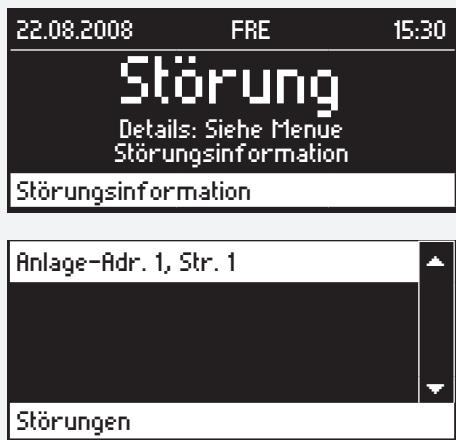 22.08.2008 FRE 15:30
Störung
Details: Siehe Menue
Störungsinformation
Störungsinformation
Anlage-Adr. 1, Str. 1
Störungen